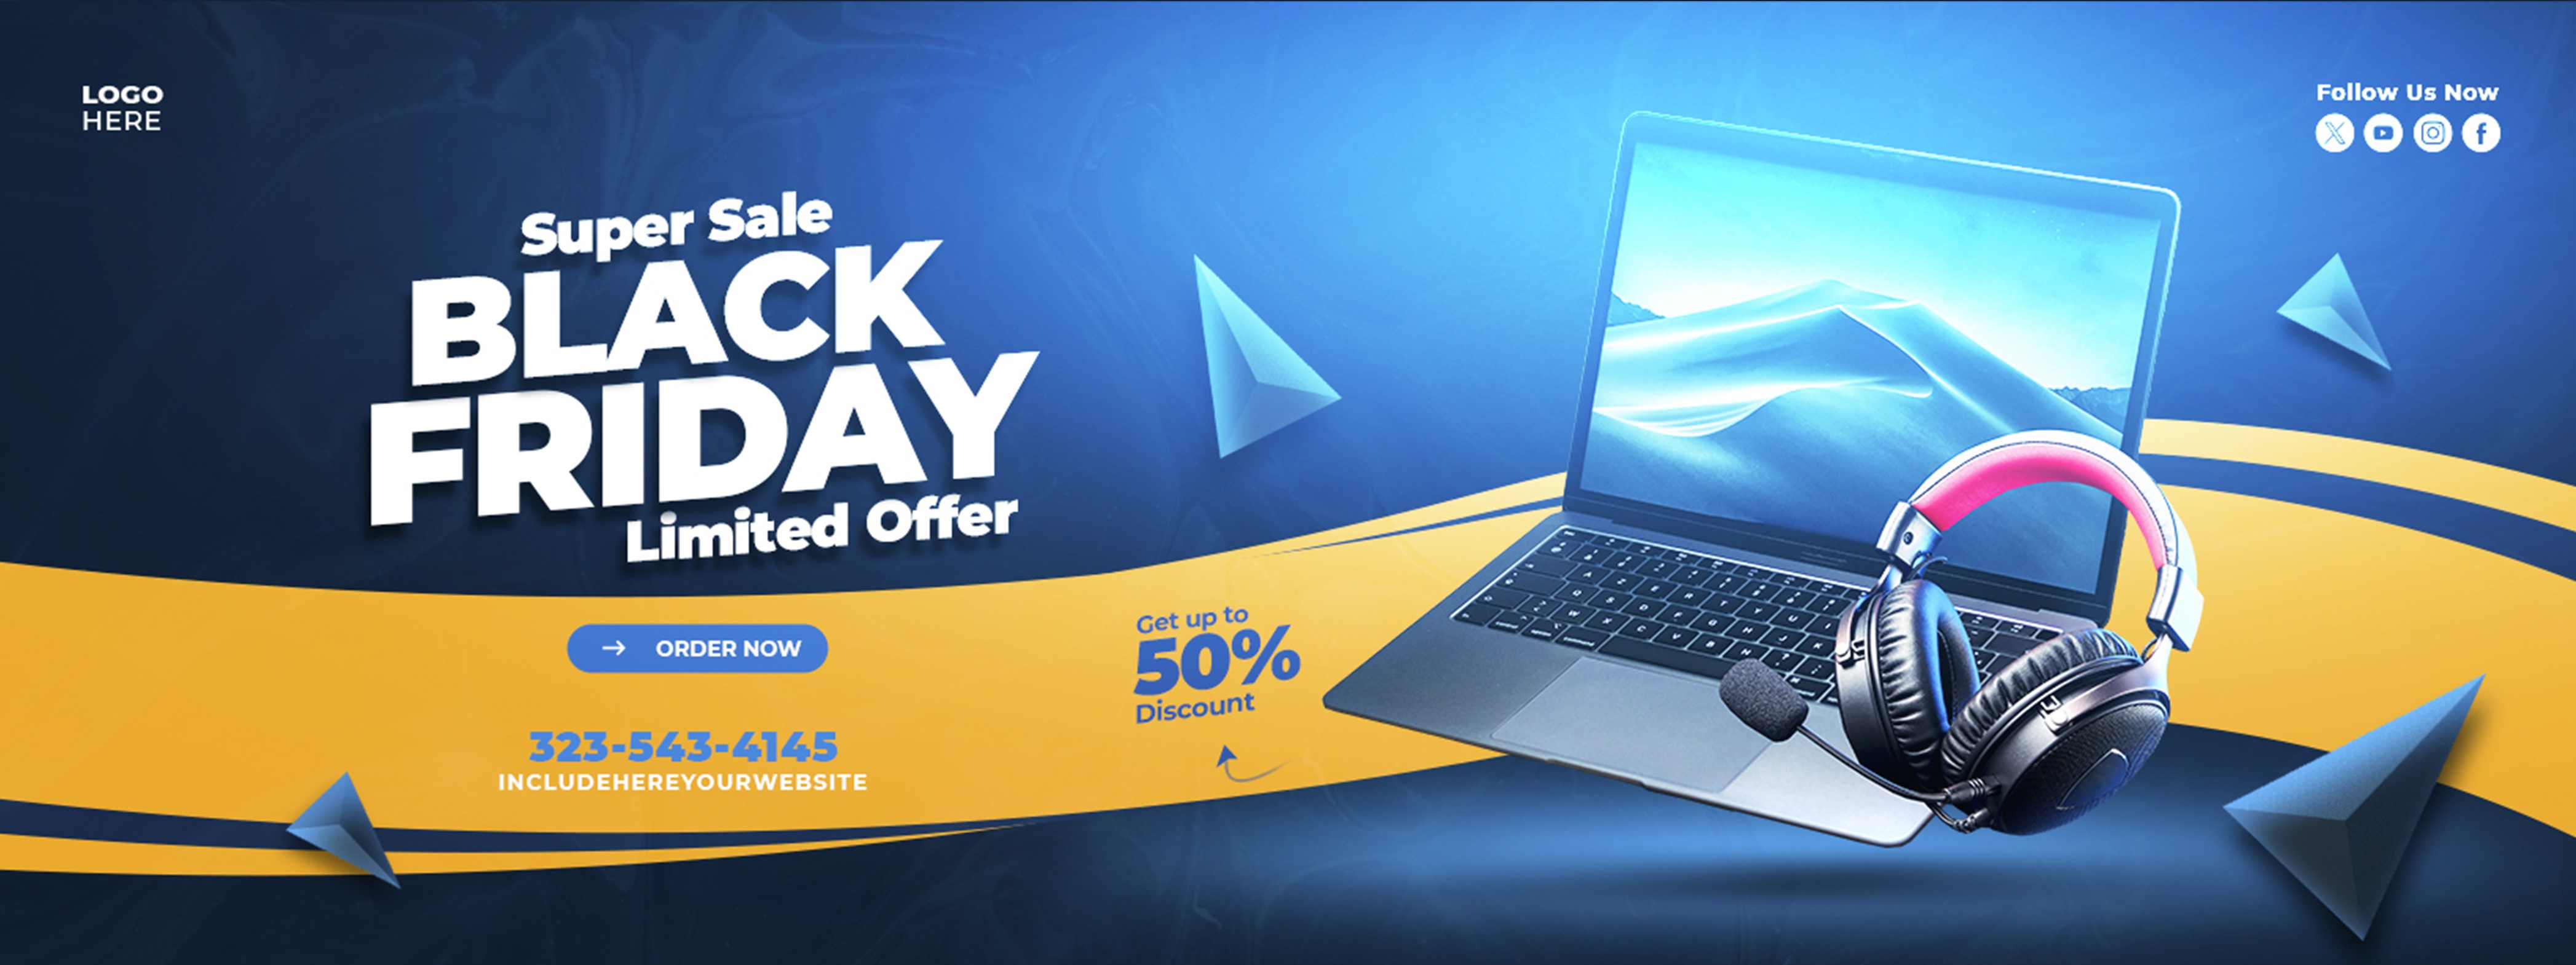 LOGO
HERE
Follow Us Now
Super Sale
BLACK
FRIDAY
Limited Offer
ORDER NOW
323-543-4145
INCLUDEHEREYOURWEBSITE
Get up to
50%
Discount